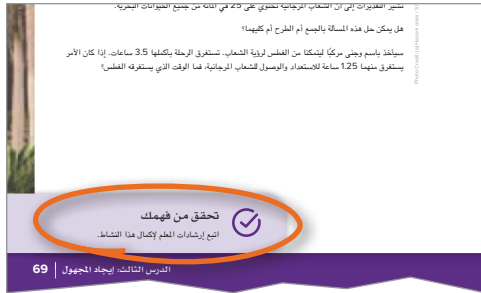 تشير التقديرات إلى أن الشعاب المرجانية تحتوي على 25 في المائة من جميع الحيوانات البحرية.
هل يمكن حل هذه المسألة بالجمع أم الطرح أم كليهما؟
سيأخذ باسم وجنى مركبًا ليتمكنا من الغطس لرؤية الشعاب. تستغرق الرحلة بأكملها 3.5 ساعات. إذا كان الأمر
يستغرق منهما 1.25 ساعة للاستعداد والوصول للشعاب المرجانية، فما الوقت الذي يستغرقه الغطس؟
تحقق من فهمك
اتبع إرشادات المعلم لإكمال هذا النشاط.
الدرس الثالث: إيجاد المجهول | 69